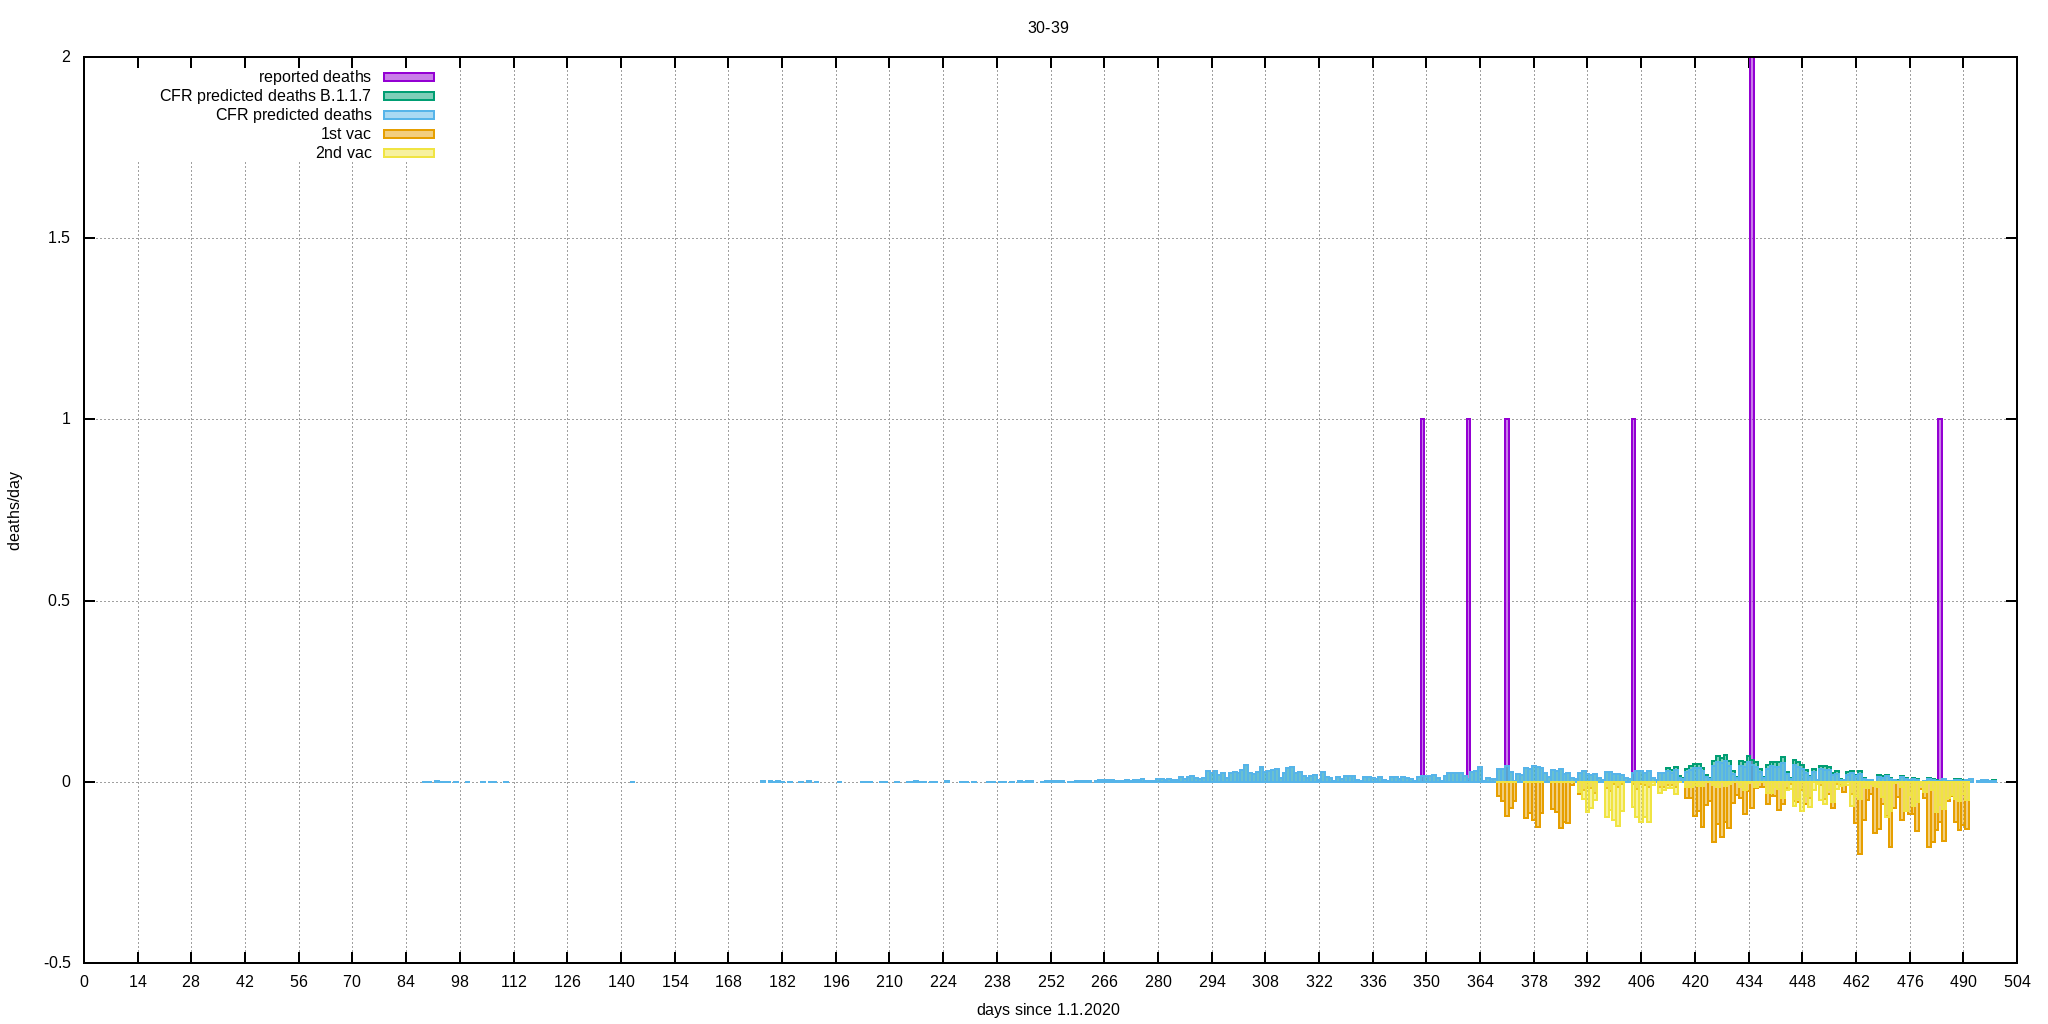 30-39
reported deaths
CFR predicted deaths B.1.1.7
CFR predicted deaths
1st vac
2nd vac
2
1.5
1
0.5
0
-0.5
deaths/day
0 14 28 42 56 70 84 98 112 126 140 154 168 182 196 210 224 238 252 266 280 294 308 322 336 350 364 378 392 406 420 434 448 462 476 490 504
days since 1.1.2020